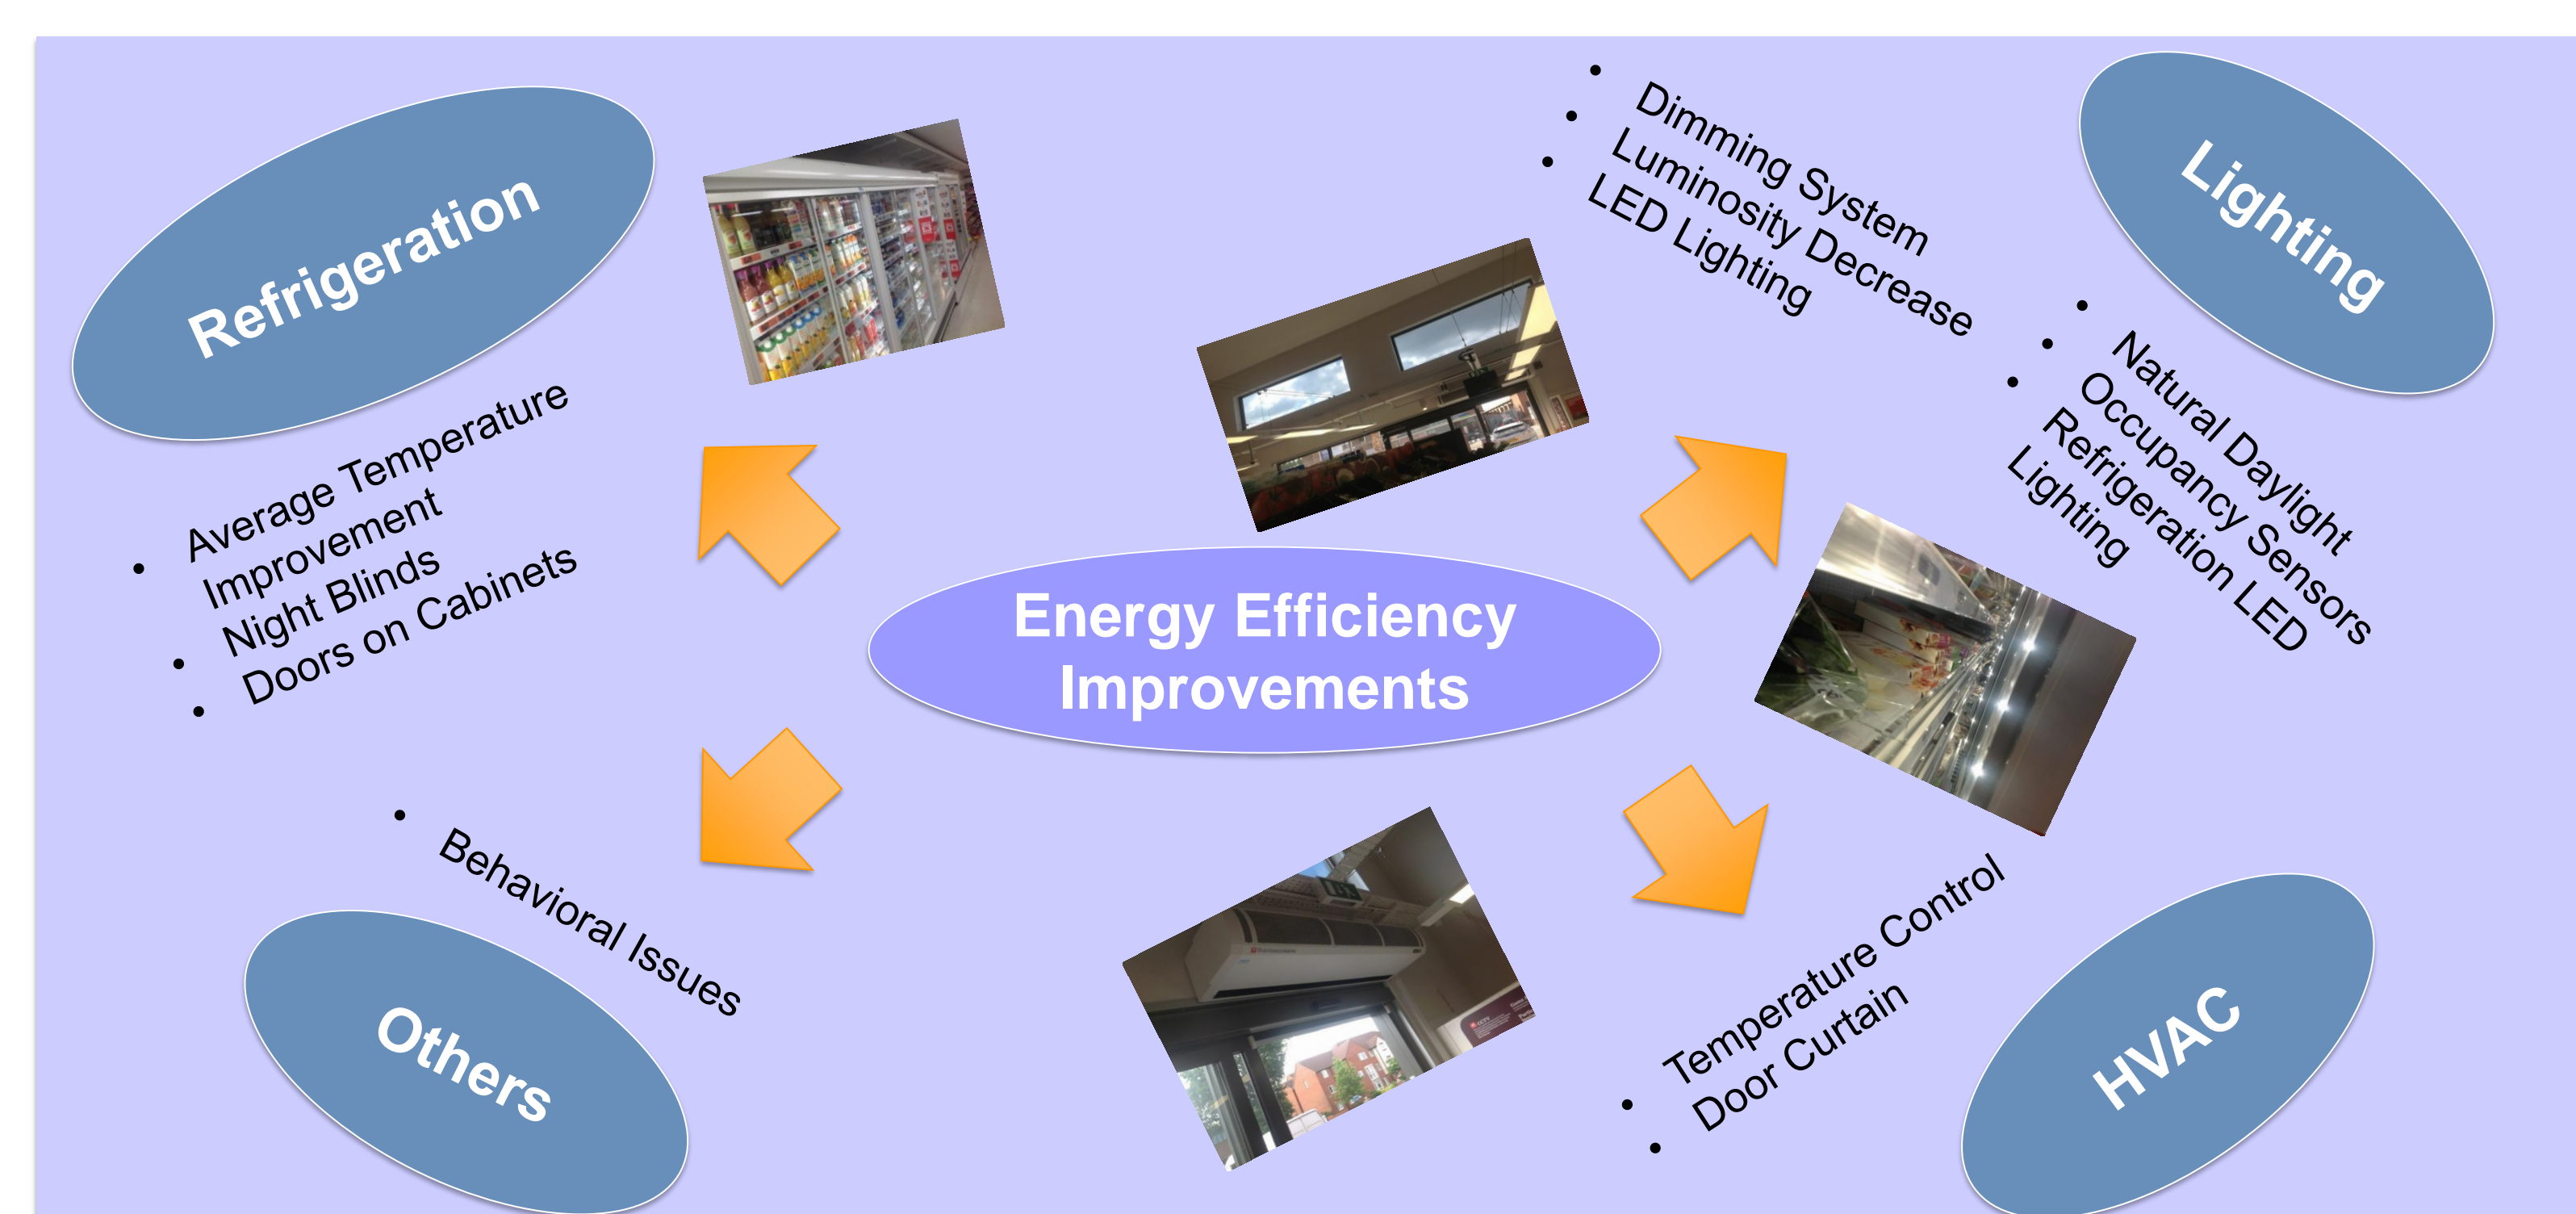 Refrigeration
• Average Temperature
Improvement
• Night Blinds
• Doors on Cabinets
• Dimming System
• Luminosity Decrease
• LED Lighting
Lighting
• Natural Daylight
• Occupancy Sensors
• Refrigeration LED
Lighting
Energy Efficiency
Improvements
• Behavioral Issues
Others
• Temperature Control
• Door Curtain
HVAC